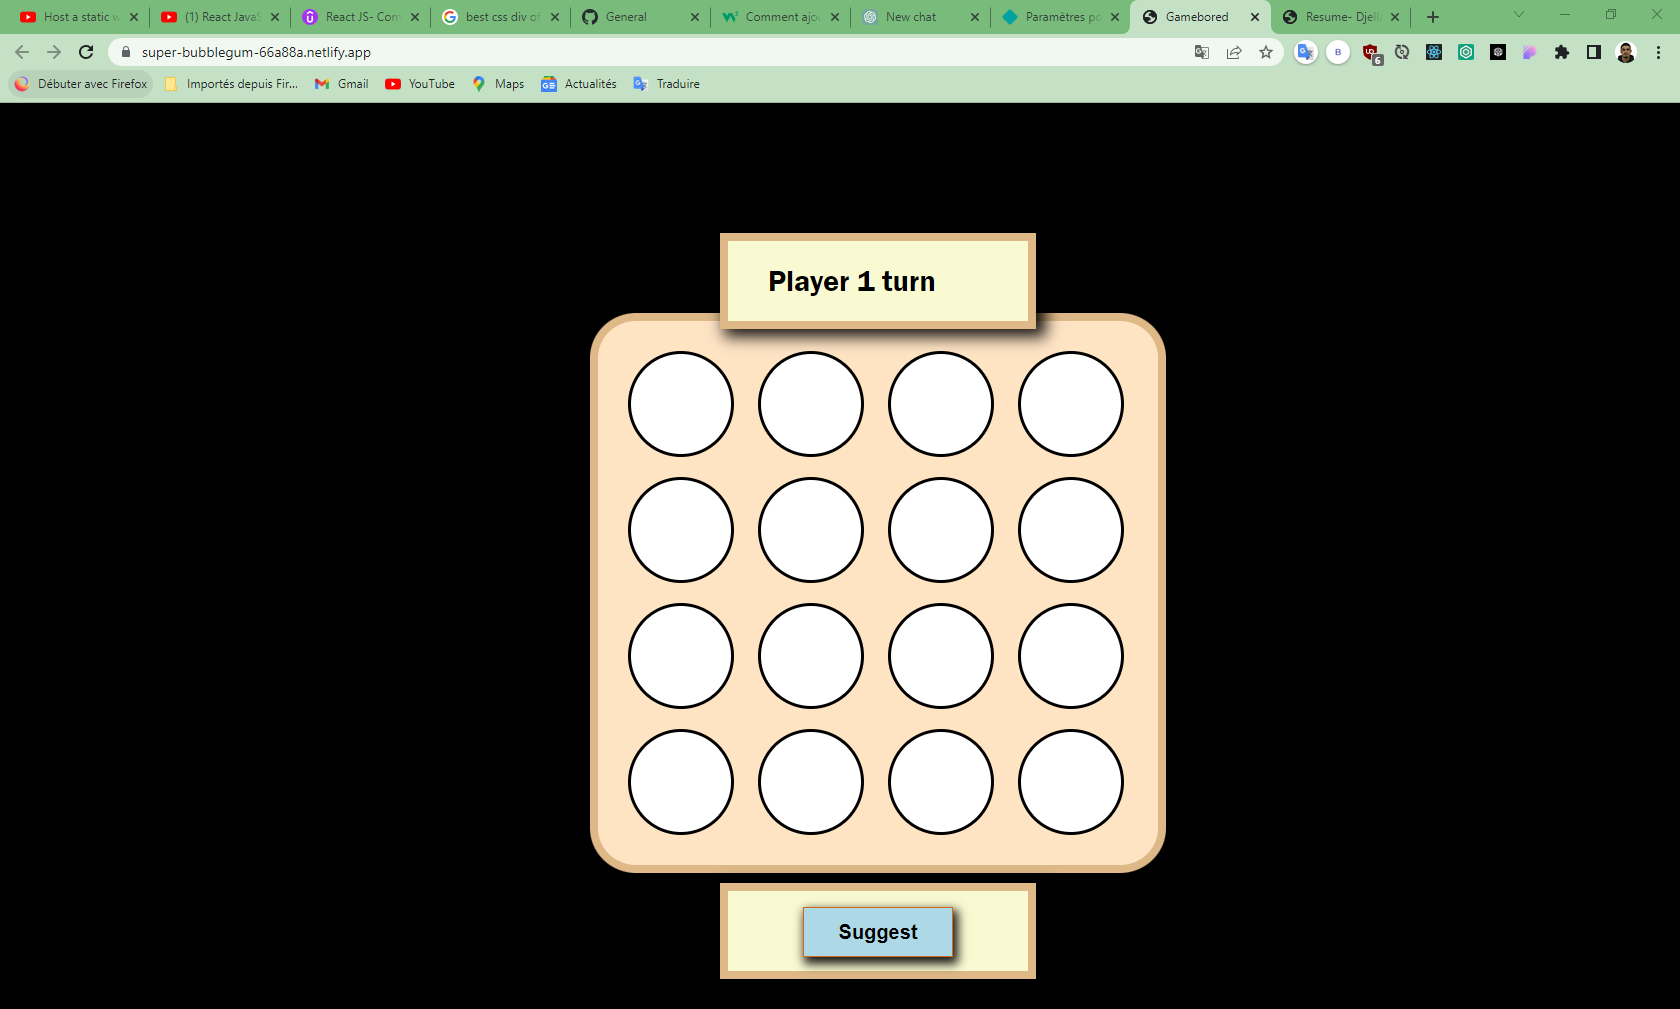 Host a static w
(1) React JavaS
React JS- Com
best css div of
General
Comment ajou
New chat
Paramètres po
Gamebored
Resume- Djell
super-bubblegum-66a88a.netlify.app
B
6
Débuter avec Firefox
Importés depuis Fir...
Gmail
YouTube
Maps
Actualités
Traduire
Player 1 turn
Suggest